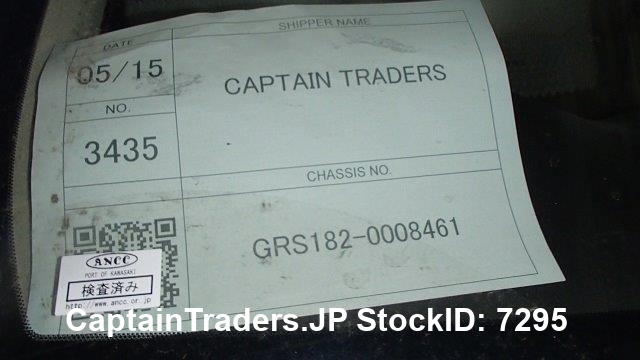 SHIPPER NAME
DATE
05/15
CAPTAIN TRADERS
NO.
3435
CHASSIS NO.
GRS182-0008461
ANCC
PORT OF KAWASAKI
検査済み
http://www.ancc.or.jp
CaptainTraders.JP StockID: 7295